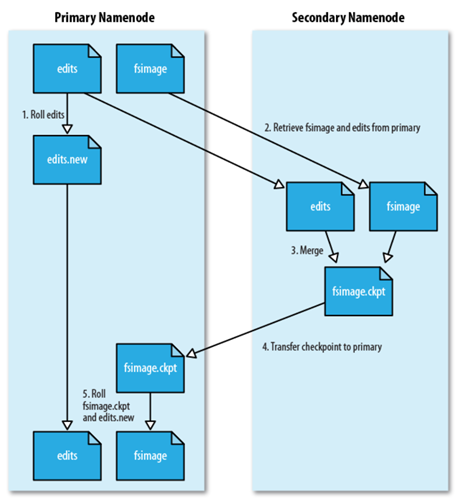 Primary Namenode
Secondary Namenode
edits
fsimage
1. Roll edits
2. Retrieve fsimage and edits from primary
edits.new
edits
fsimage
3. Merge
fsimage.ckpt
4. Transfer checkpoint to primary
fsimage.ckpt
5. Roll
fsimage.ckpt
and edits.new
edits
fsimage